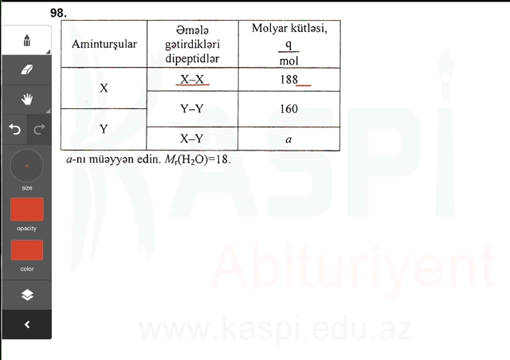 98.
Aminturşular
Əmələ
gətirdikləri
dipeptidlər
Molyar kütləsi,
q
mol
X
X–X
188
Y–Y
160
Y
X–Y
a
a-nı müəyyən edin. Mr(H₂O)=18.
KASPİ
Abituriyent
www.kaspi.edu.az
size
opacity
color